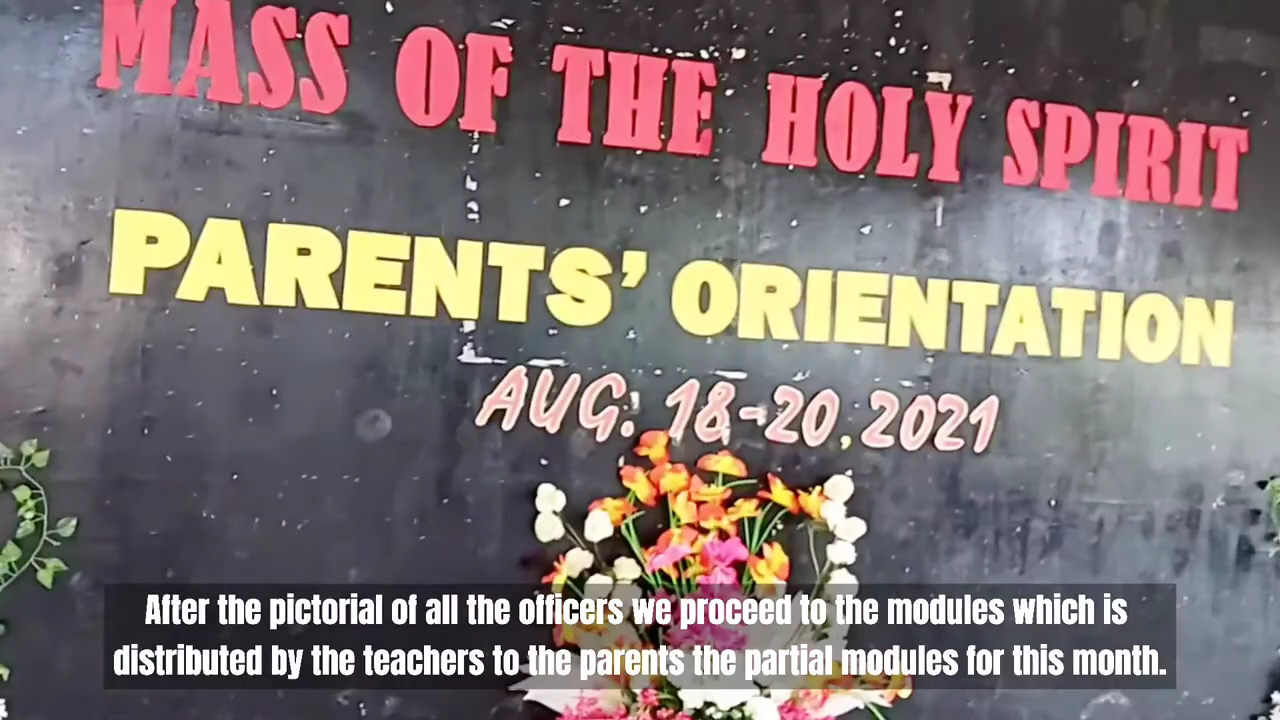 MASS OF THE HOLY SPIRIT
PARENTS' ORIENTATION
AUG. 18-20, 2021
After the pictorial of all the officers we proceed to the modules which is
distributed by the teachers to the parents the partial modules for this month.